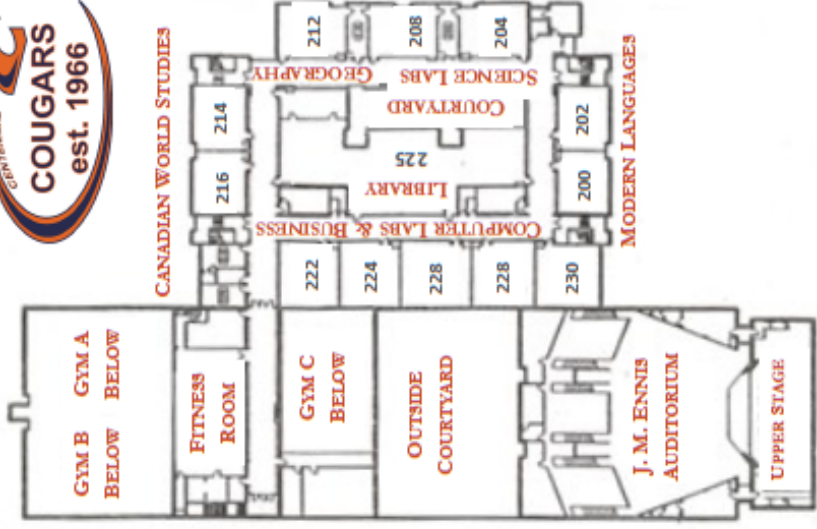 CENTENNIAL
COUGARS
est. 1966
CANADIAN WORLD STUDIES
212
208
204
GEOGRAPHY
SCIENCE LABS
214
COURTYARD
202
216
225
LIBRARY
200
MODERN LANGUAGES
COMPUTER LABS & BUSINESS
222
224
228
228
230
GYM B
BELOW
GYM A
BELOW
FITNESS
ROOM
GYM C
BELOW
OUTSIDE
COURTYARD
J. M. ENNIS
AUDITORIUM
UPPER STAGE